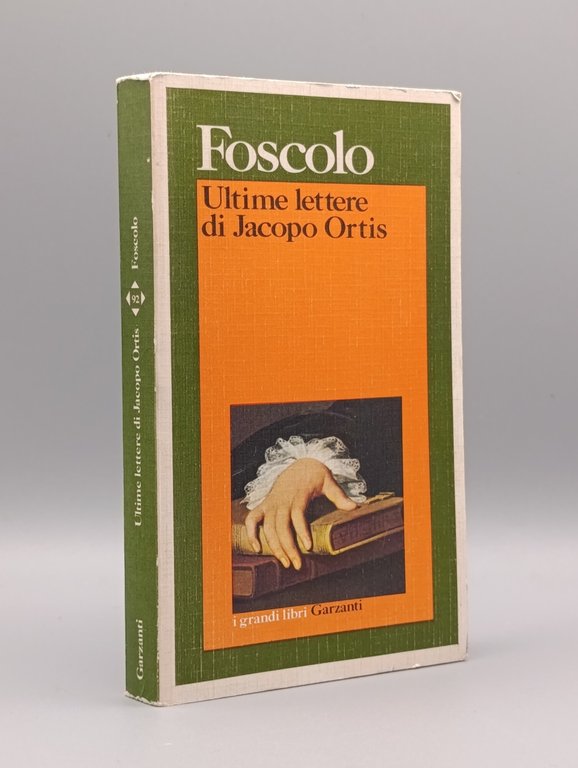 Foscolo
Ultime lettere
di Jacopo Ortis
i grandi libri Garzanti
Garzanti
Ultime lettere di Jacopo Ortis
92
Foscolo